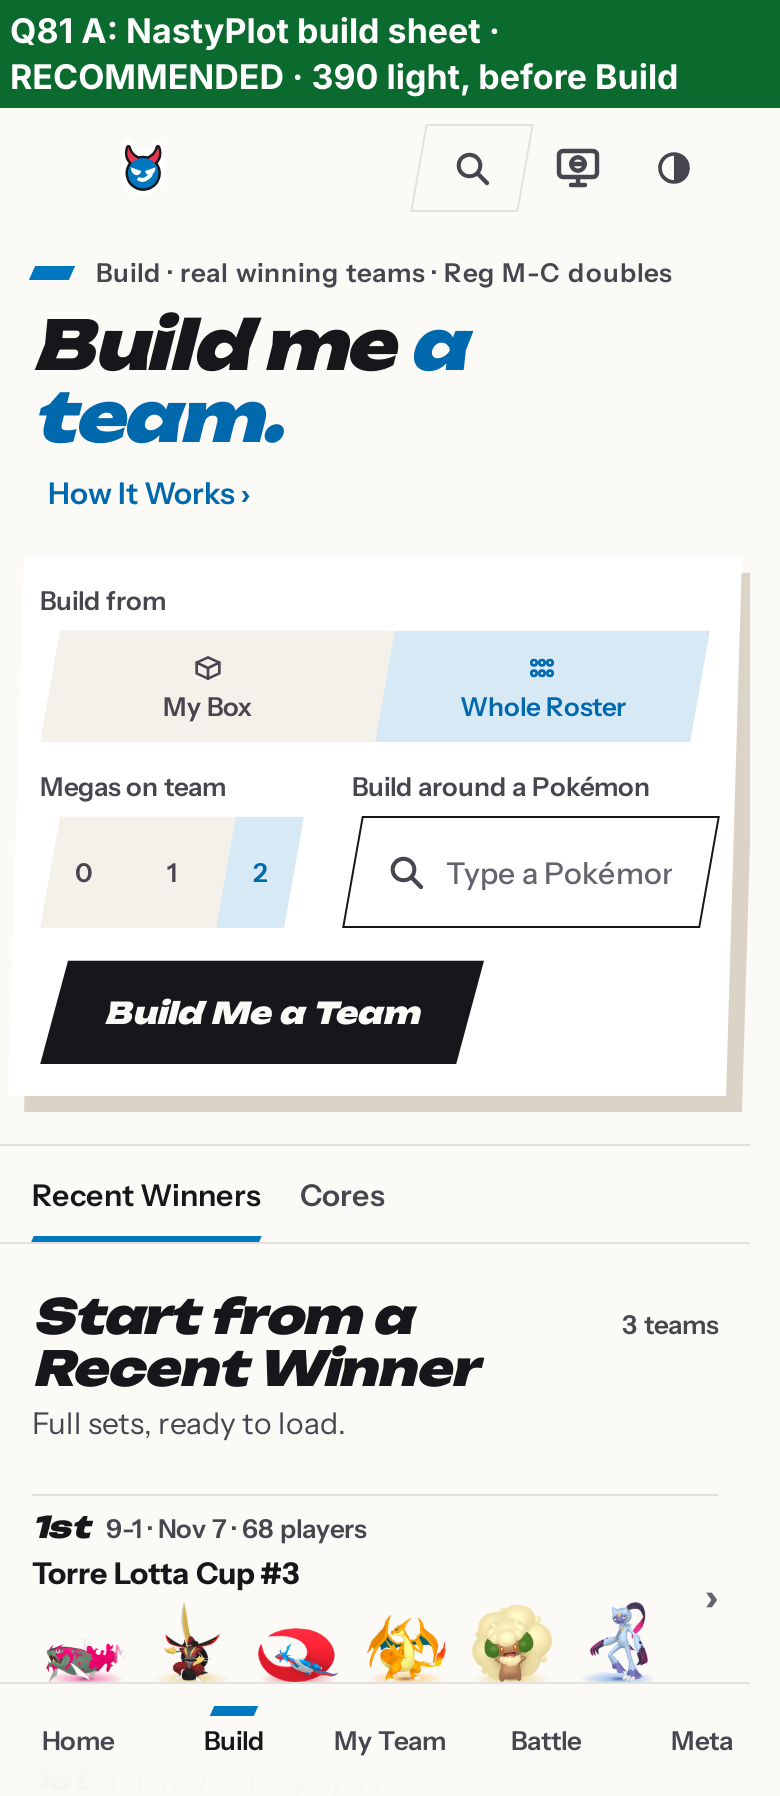 Q81 A: NastyPlot build sheet ·
RECOMMENDED · 390 light, before Build
Build · real winning teams · Reg M-C doubles
Build me a
team.
How It Works ›
Build from
My Box
Whole Roster
Megas on team
Build around a Pokémon
0 1 2
Type a Pokémor
Build Me a Team
Recent Winners
Cores
Start from a
Recent Winner
3 teams
Full sets, ready to load.
1st 9-1 · Nov 7 · 68 players
Torre Lotta Cup #3
›
Home
Build
My Team
Battle
Meta